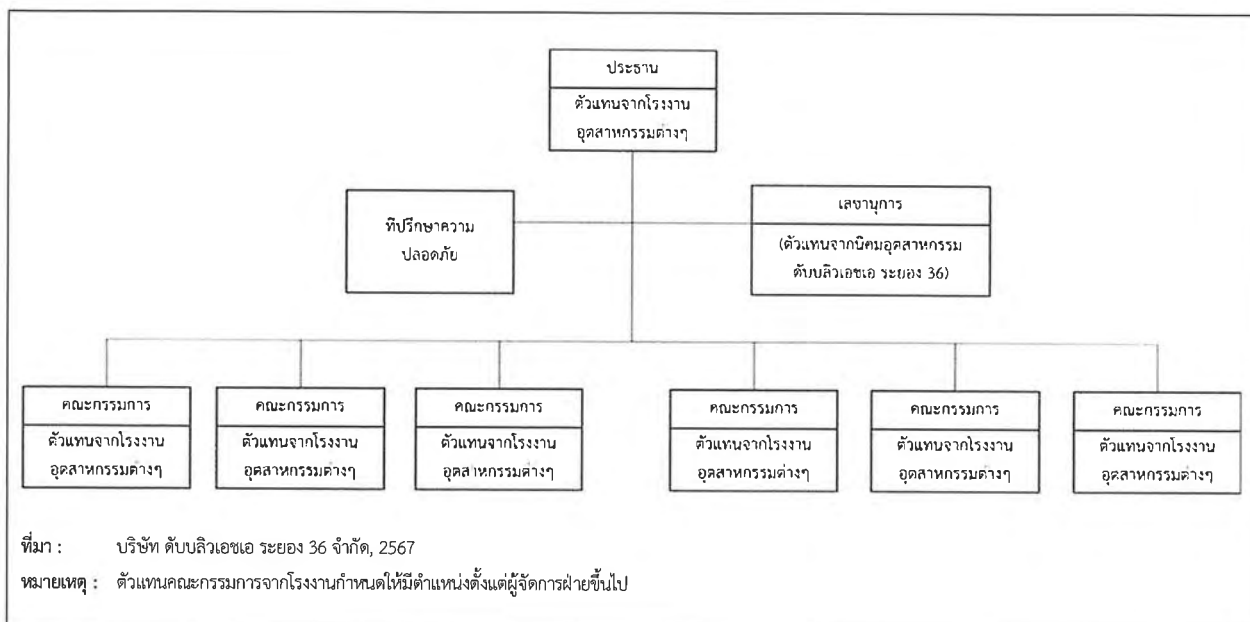 ประธาน
ตัวแทนจากโรงงาน
อุตสาหกรรมต่างๆ
ที่ปรึกษาความ
ปลอดภัย
เลขานุการ
(ตัวแทนจากนิคมอุตสาหกรรม
ดับบลิวเอชเอ ระยอง 36)
คณะกรรมการ
ตัวแทนจากโรงงาน
อุตสาหกรรมต่างๆ
คณะกรรมการ
ตัวแทนจากโรงงาน
อุตสาหกรรมต่างๆ
คณะกรรมการ
ตัวแทนจากโรงงาน
อุตสาหกรรมต่างๆ
คณะกรรมการ
ตัวแทนจากโรงงาน
อุตสาหกรรมต่างๆ
คณะกรรมการ
ตัวแทนจากโรงงาน
อุตสาหกรรมต่างๆ
คณะกรรมการ
ตัวแทนจากโรงงาน
อุตสาหกรรมต่างๆ
ที่มา : บริษัท ดับบลิวเอชเอ ระยอง 36 จำกัด, 2567
หมายเหตุ : ตัวแทนคณะกรรมการจากโรงงานกำหนดให้มีตำแหน่งตั้งแต่ผู้จัดการฝ่ายขึ้นไป